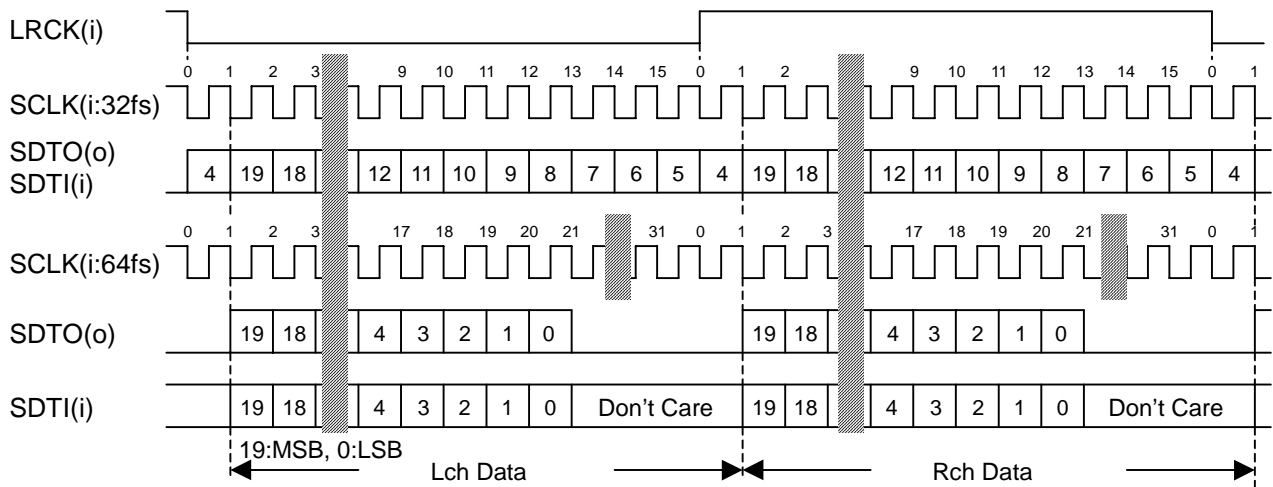 LRCK(i)
0 1 2 3 9 10 11 12 13 14 15 0 1 2 9 10 11 12 13 14 15 0 1
SCLK(i:32fs)
SDTO(o)
SDTI(i)
4 19 18 12 11 10 9 8 7 6 5 4 19 18 12 11 10 9 8 7 6 5 4
0 1 2 3 17 18 19 20 21 31 0 1 2 3 17 18 19 20 21 31 0 1
SCLK(i:64fs)
SDTO(o) 19 18 4 3 2 1 0 19 18 4 3 2 1 0
SDTI(i) 19 18 4 3 2 1 0 Don't Care 19 18 4 3 2 1 0 Don't Care
19:MSB, 0:LSB
Lch Data Rch Data